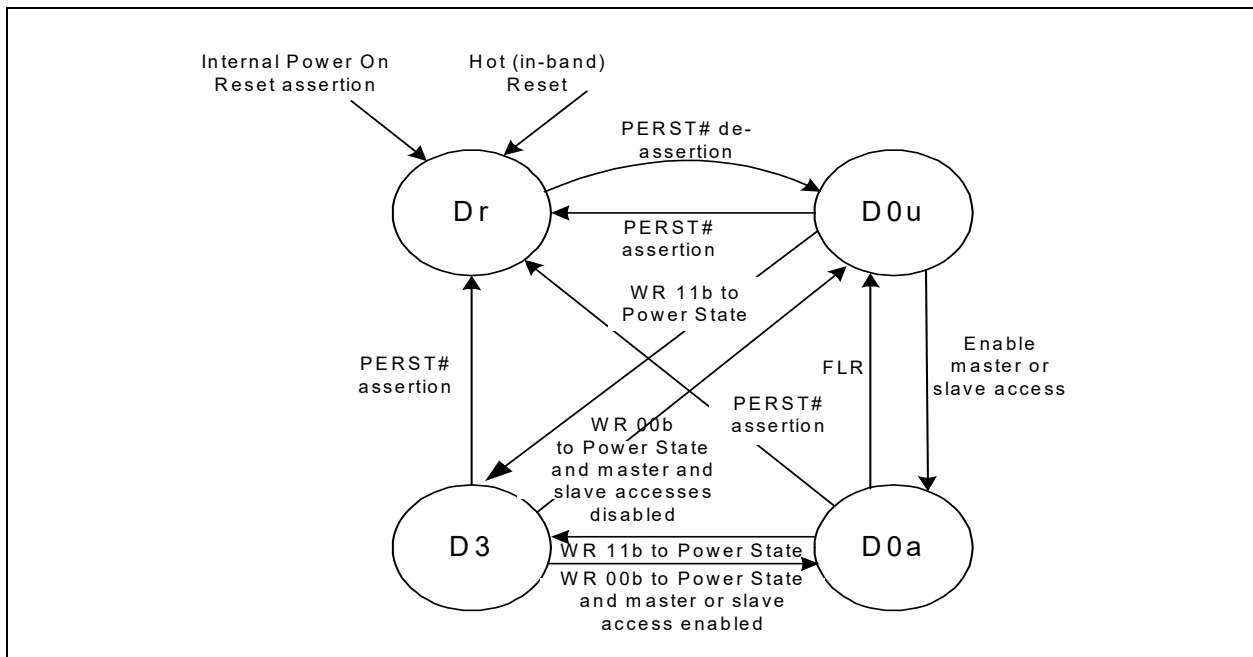 Internal Power On
Reset assertion
Hot (in-band)
Reset
PERST# de-
assertion
Dr
D0u
PERST#
assertion
WR 11b to
Power State
PERST#
assertion
FLR
Enable
master or
slave access
PERST#
assertion
WR 00b
to Power State
and master and
slave accesses
disabled
D3
D0a
WR 11b to Power State
WR 00b to Power State
and master or slave
access enabled